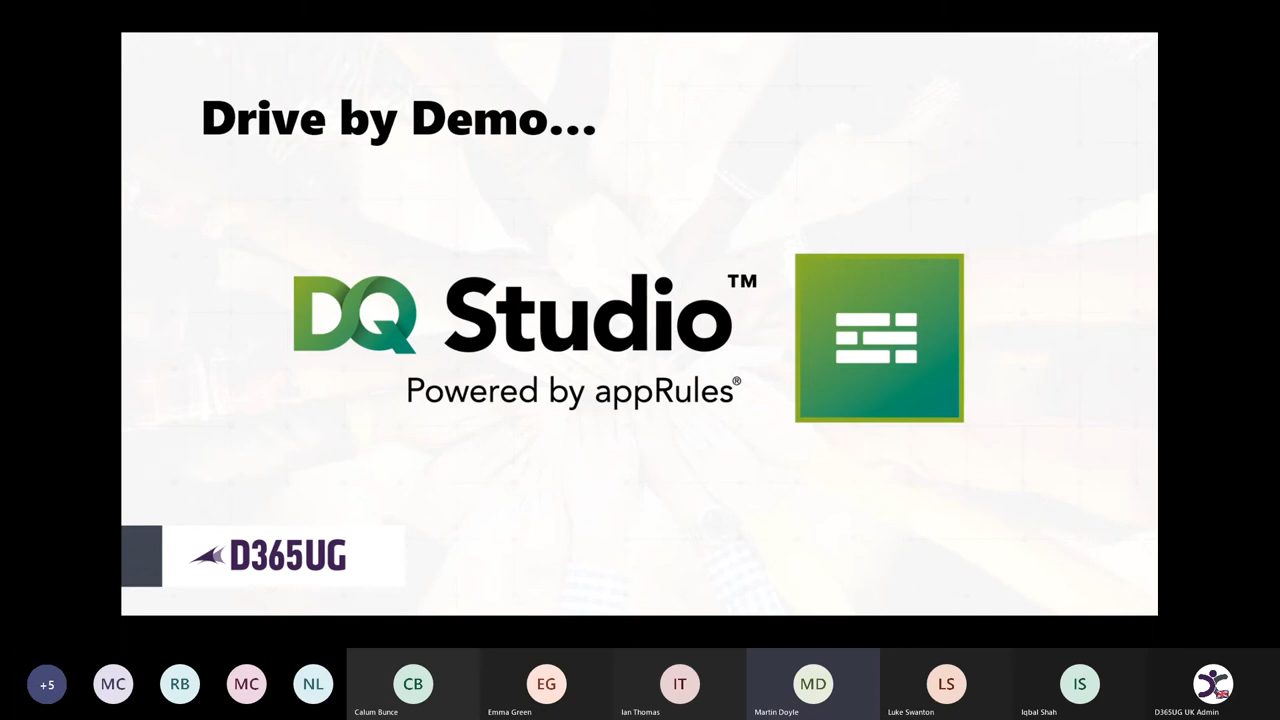 Drive by Demo...
DQ Studio™
Powered by appRules®
D365UG
+5
MC
RB
MC
NL
CB
EG
IT
MD
LS
IS
Calum Bunce
Emma Green
Ian Thomas
Martin Doyle
Luke Swanton
Iqbal Shah
D365UG UK Admin